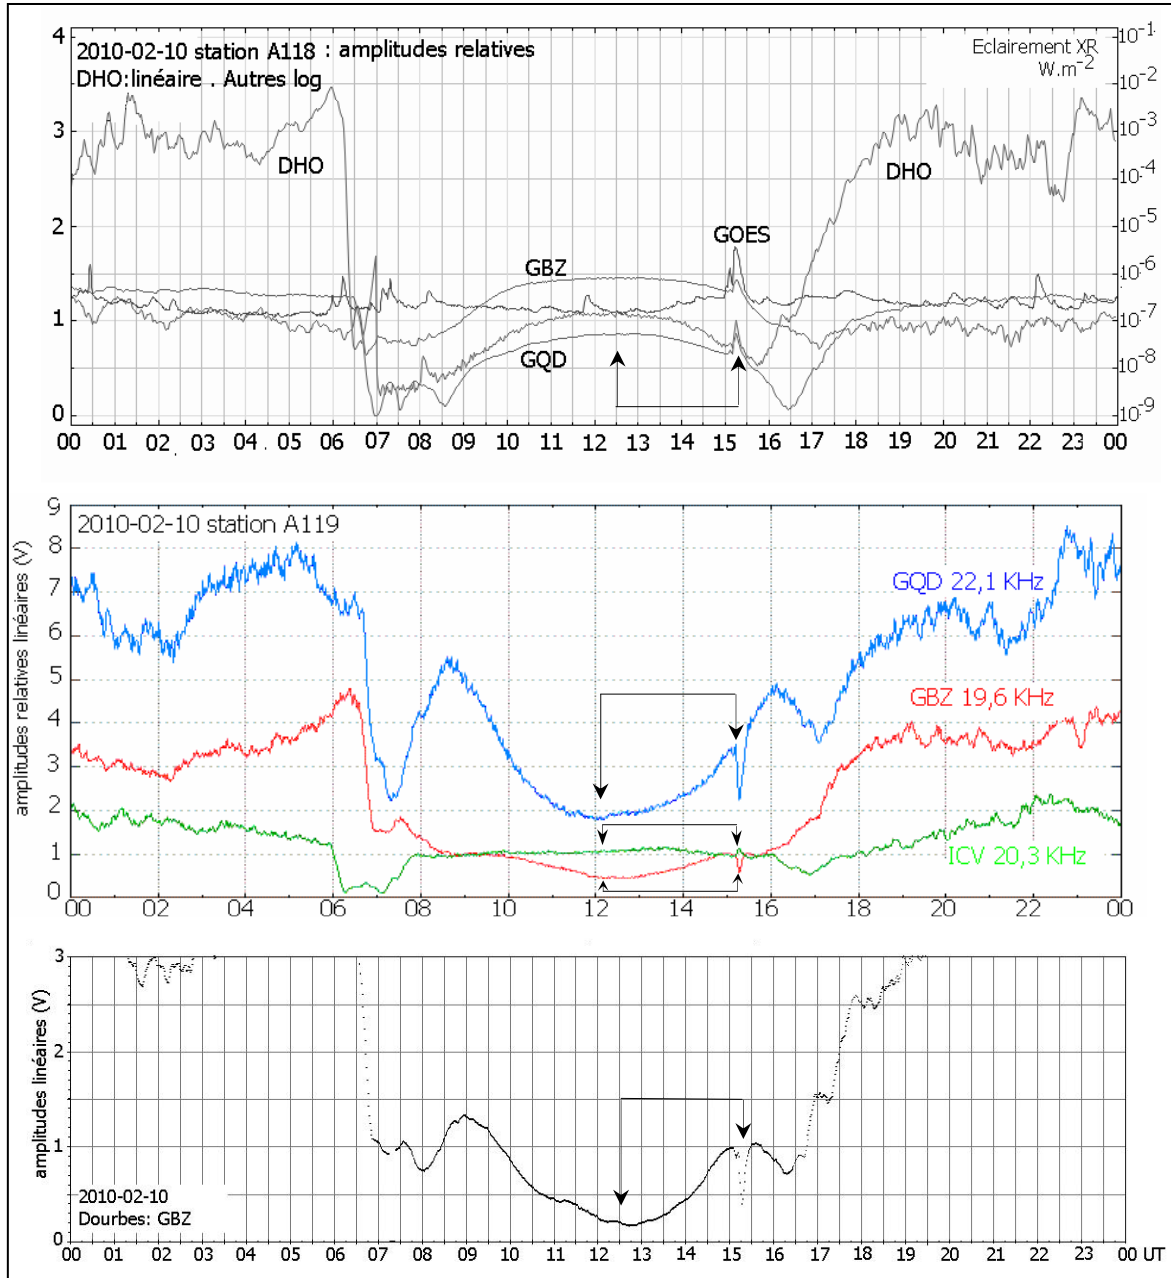 4
3
2
1
0
2010-02-10 station A118 : amplitudes relatives
DHO:linéaire . Autres log
Eclairement XR
W.m-2
10-1
10-2
10-3
10-4
10-5
10-6
10-7
10-8
10-9
DHO
DHO
GOES
GBZ
GQD
00 01 02 03 04 05 06 07 08 09 10 11 12 13 14 15 16 17 18 19 20 21 22 23 00
amplitudes relatives linéaires (V)
9
8
7
6
5
4
3
2
1
0
2010-02-10 station A119
GQD 22,1 KHz
GBZ 19,6 KHz
ICV 20,3 KHz
00 02 04 06 08 10 12 14 16 18 20 22 00
amplitudes linéaires (V)
3
2
1
0
2010-02-10
Dourbes: GBZ
00 01 02 03 04 05 06 07 08 09 10 11 12 13 14 15 16 17 18 19 20 21 22 23 00 UT